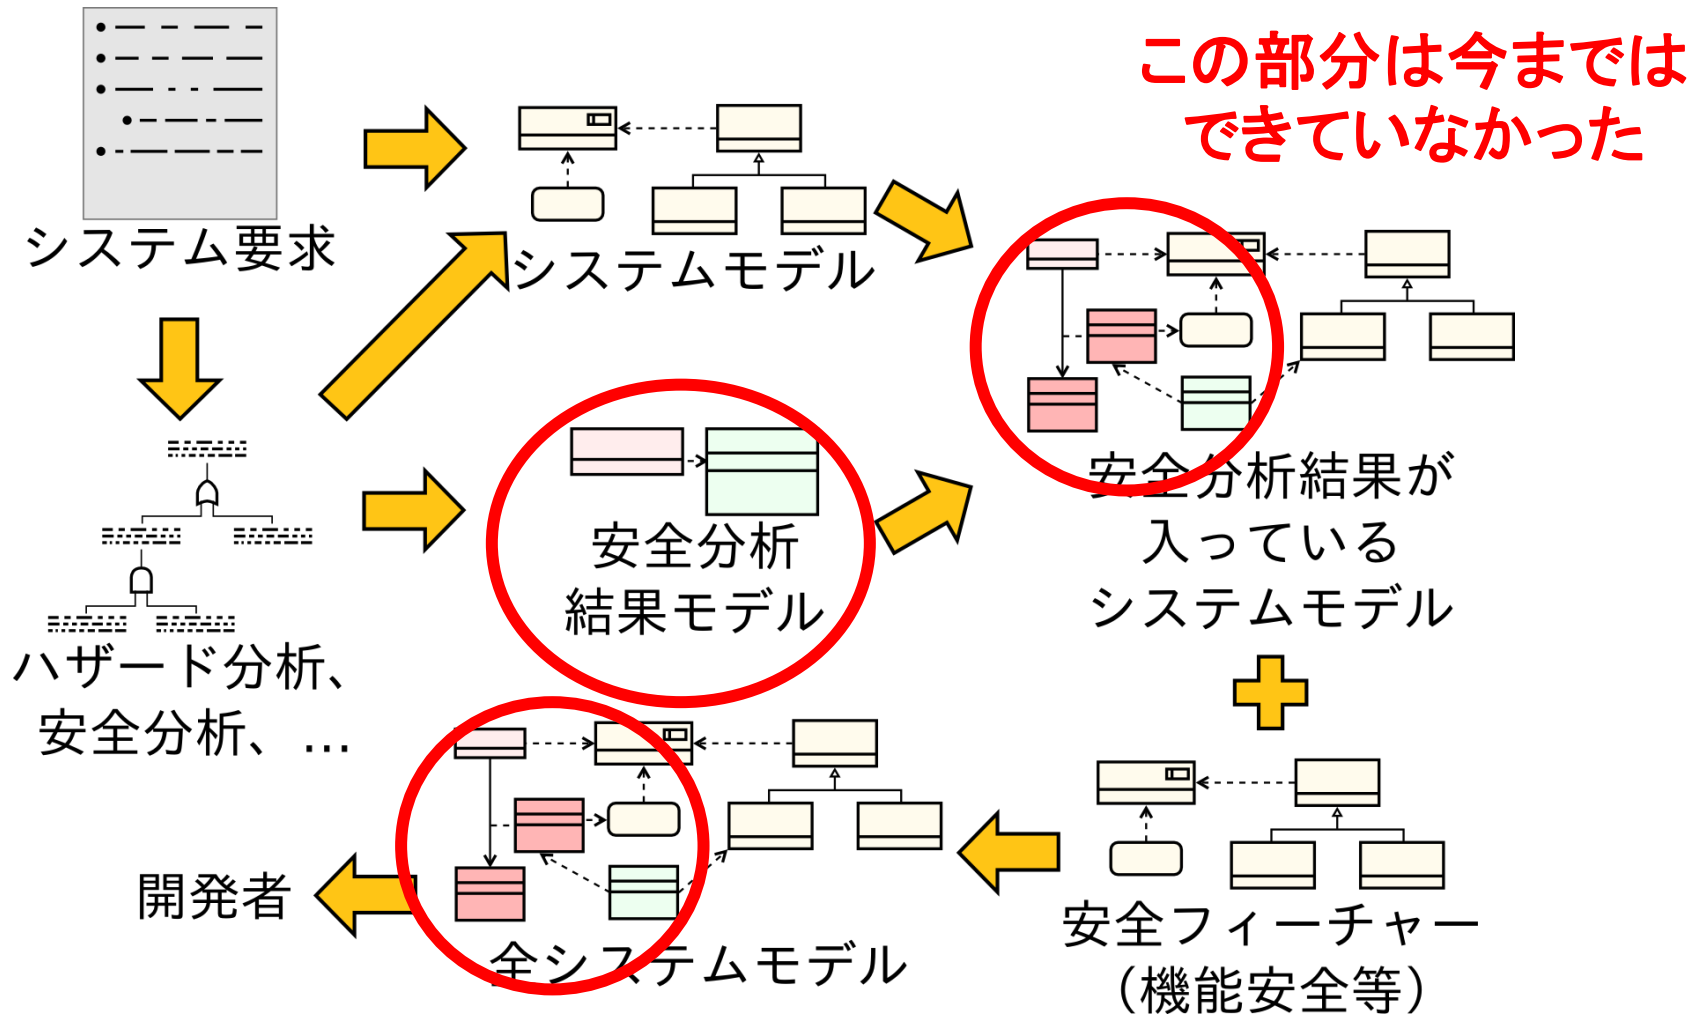 この部分は今までは
できていなかった
システム要求
システムモデル
安全分析結果が
入っている
システムモデル
安全分析
結果モデル
ハザード分析、
安全分析、…
開発者
全システムモデル
安全フィーチャー
（機能安全等）